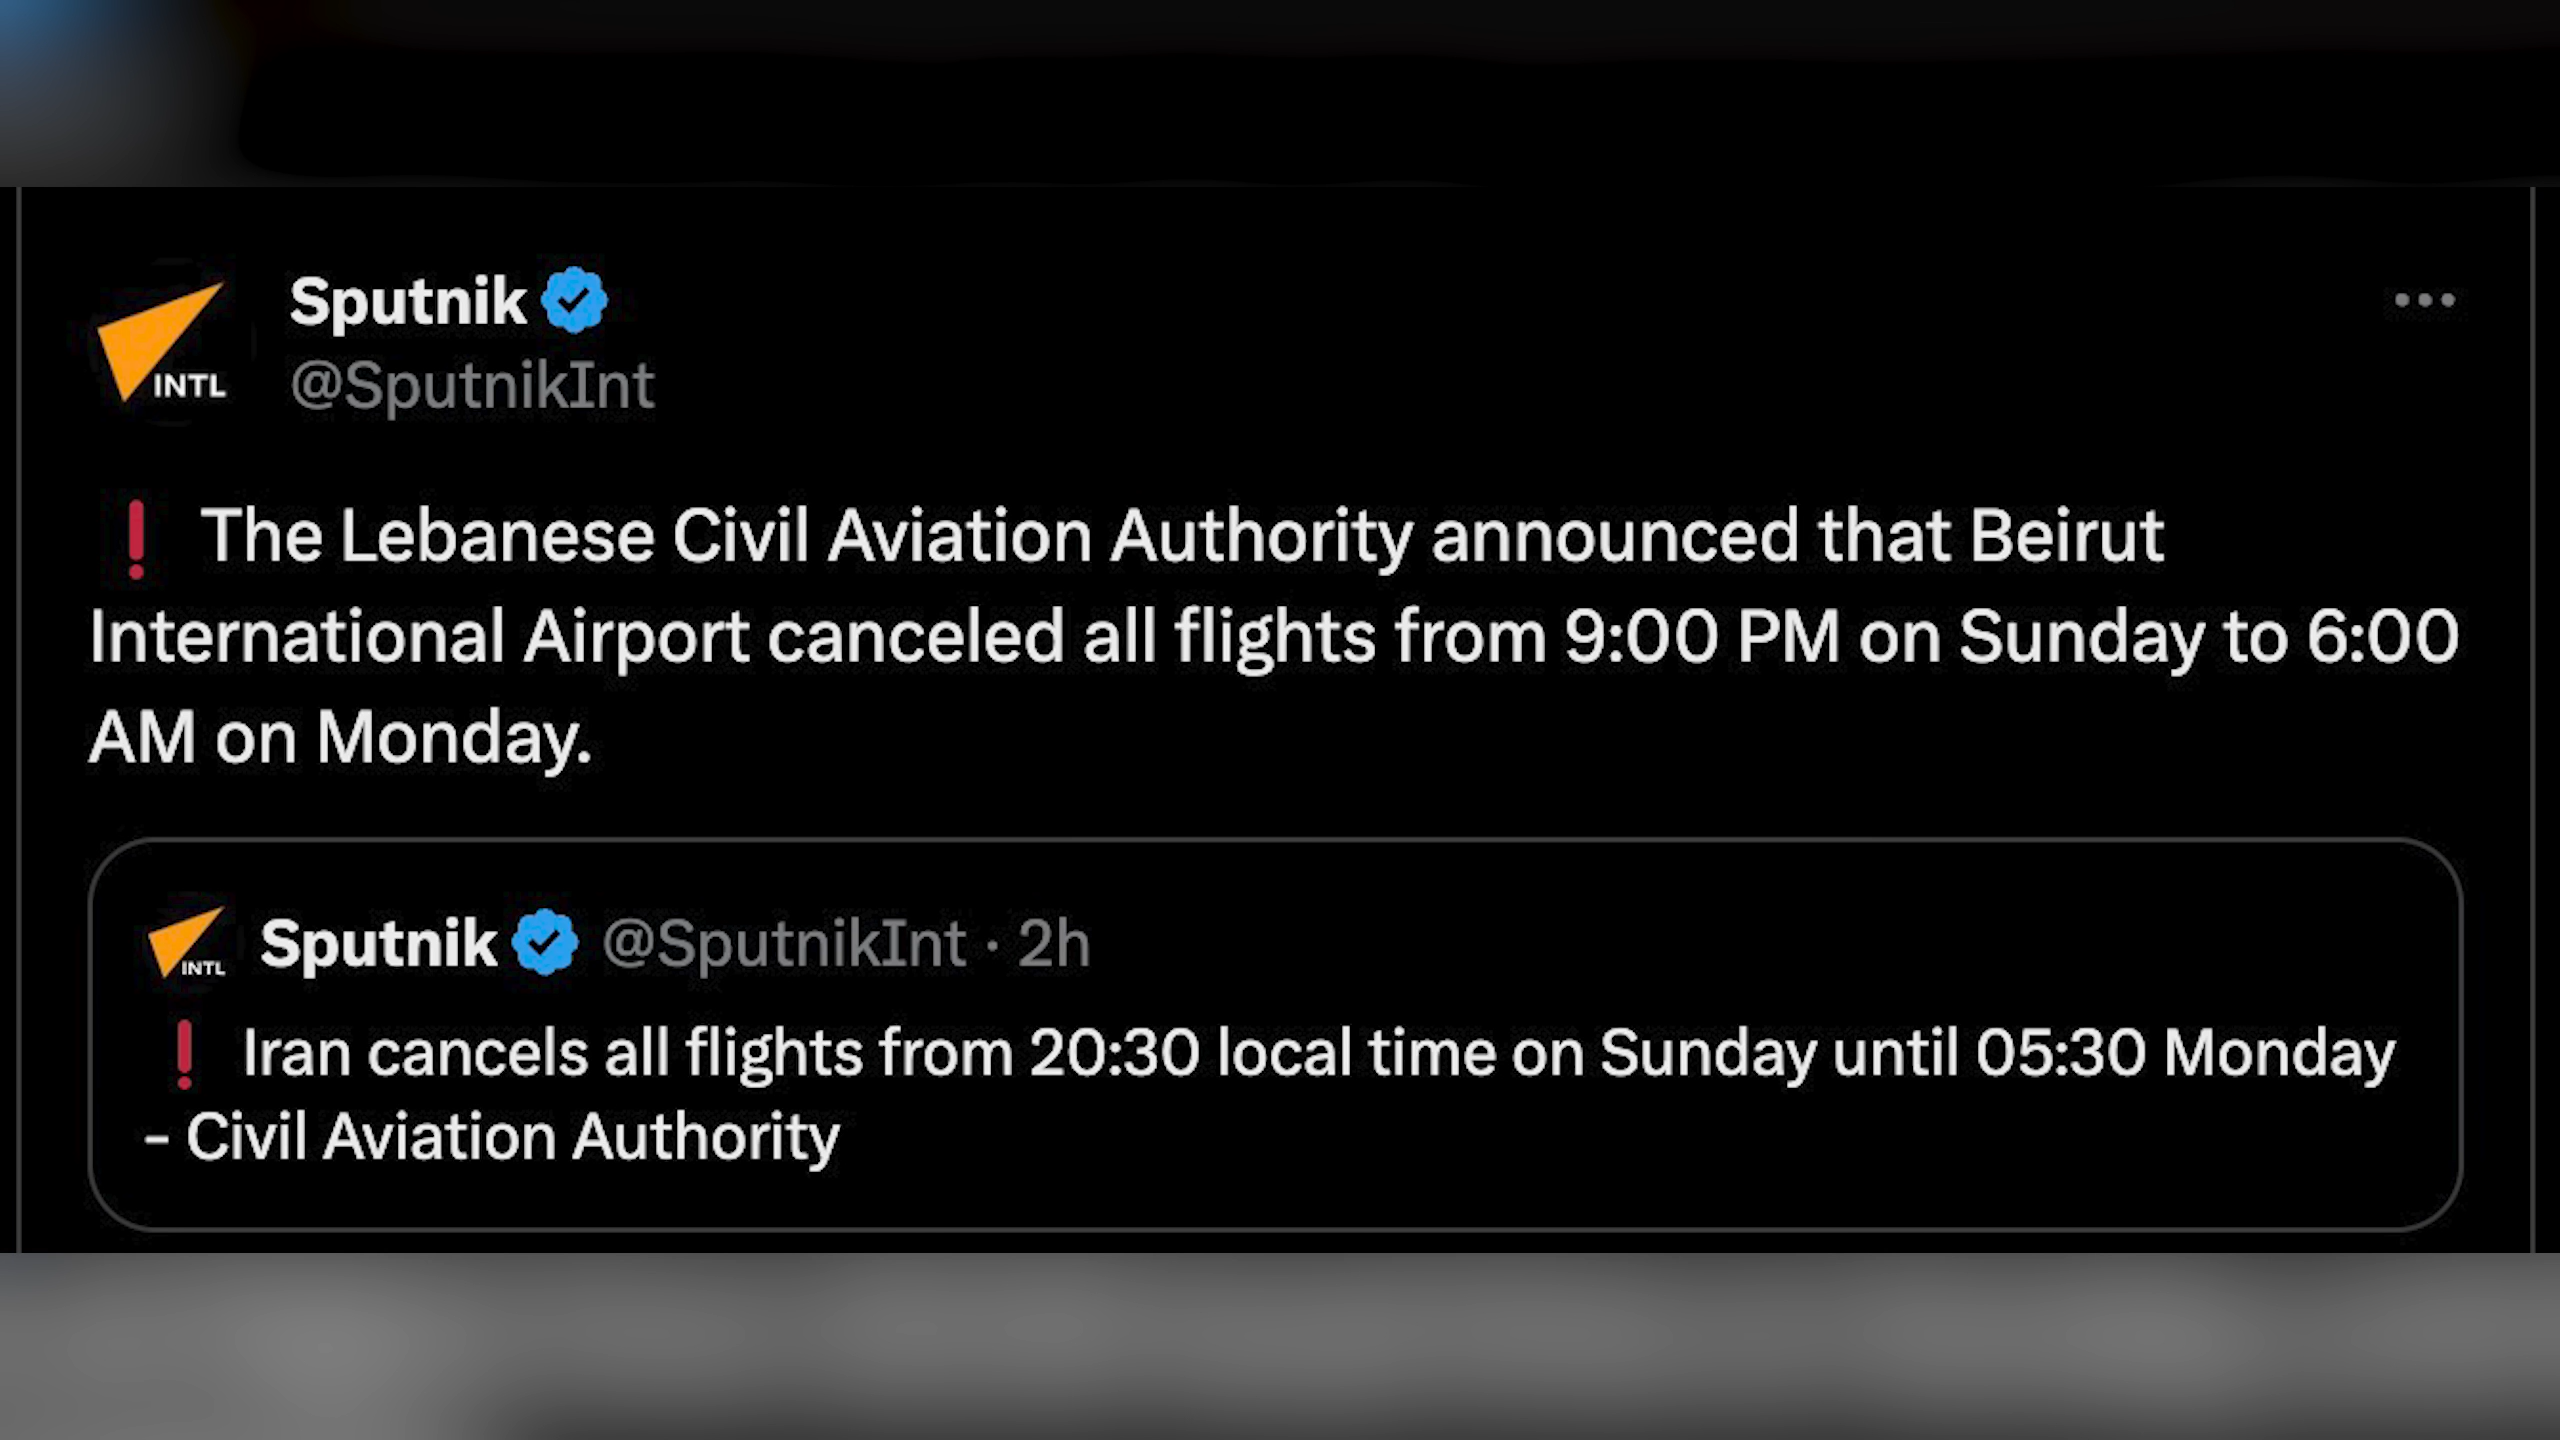 Sputnik
@SputnikInt
INTL
❗ The Lebanese Civil Aviation Authority announced that Beirut
International Airport canceled all flights from 9:00 PM on Sunday to 6:00
AM on Monday.
Sputnik @SputnikInt · 2h
INTL
❗ Iran cancels all flights from 20:30 local time on Sunday until 05:30 Monday
- Civil Aviation Authority